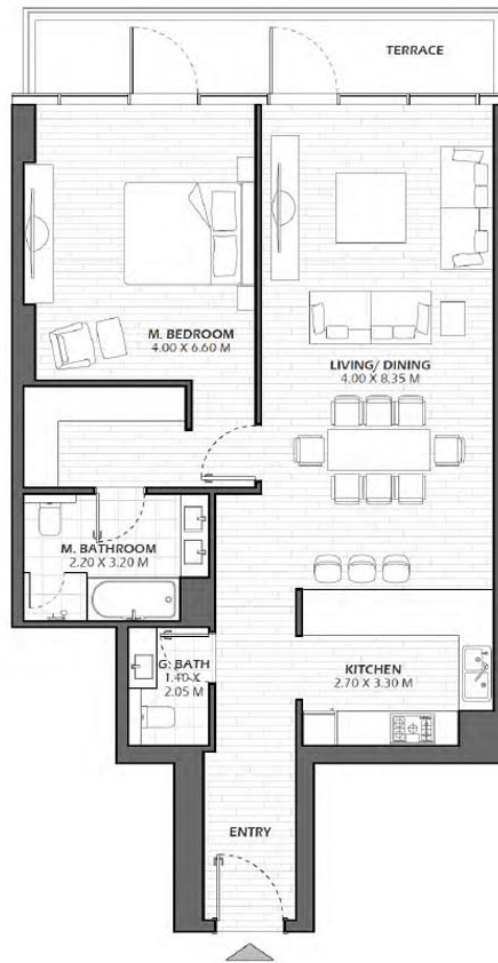 TERRACE
M. BEDROOM
4.00 X 6.60 M
LIVING/ DINING
4.00 X 8.35 M
M. BATHROOM
2.20 X 3.20 M
G. BATH
1.40 X
2.05 M
KITCHEN
2.70 X 3.30 M
ENTRY